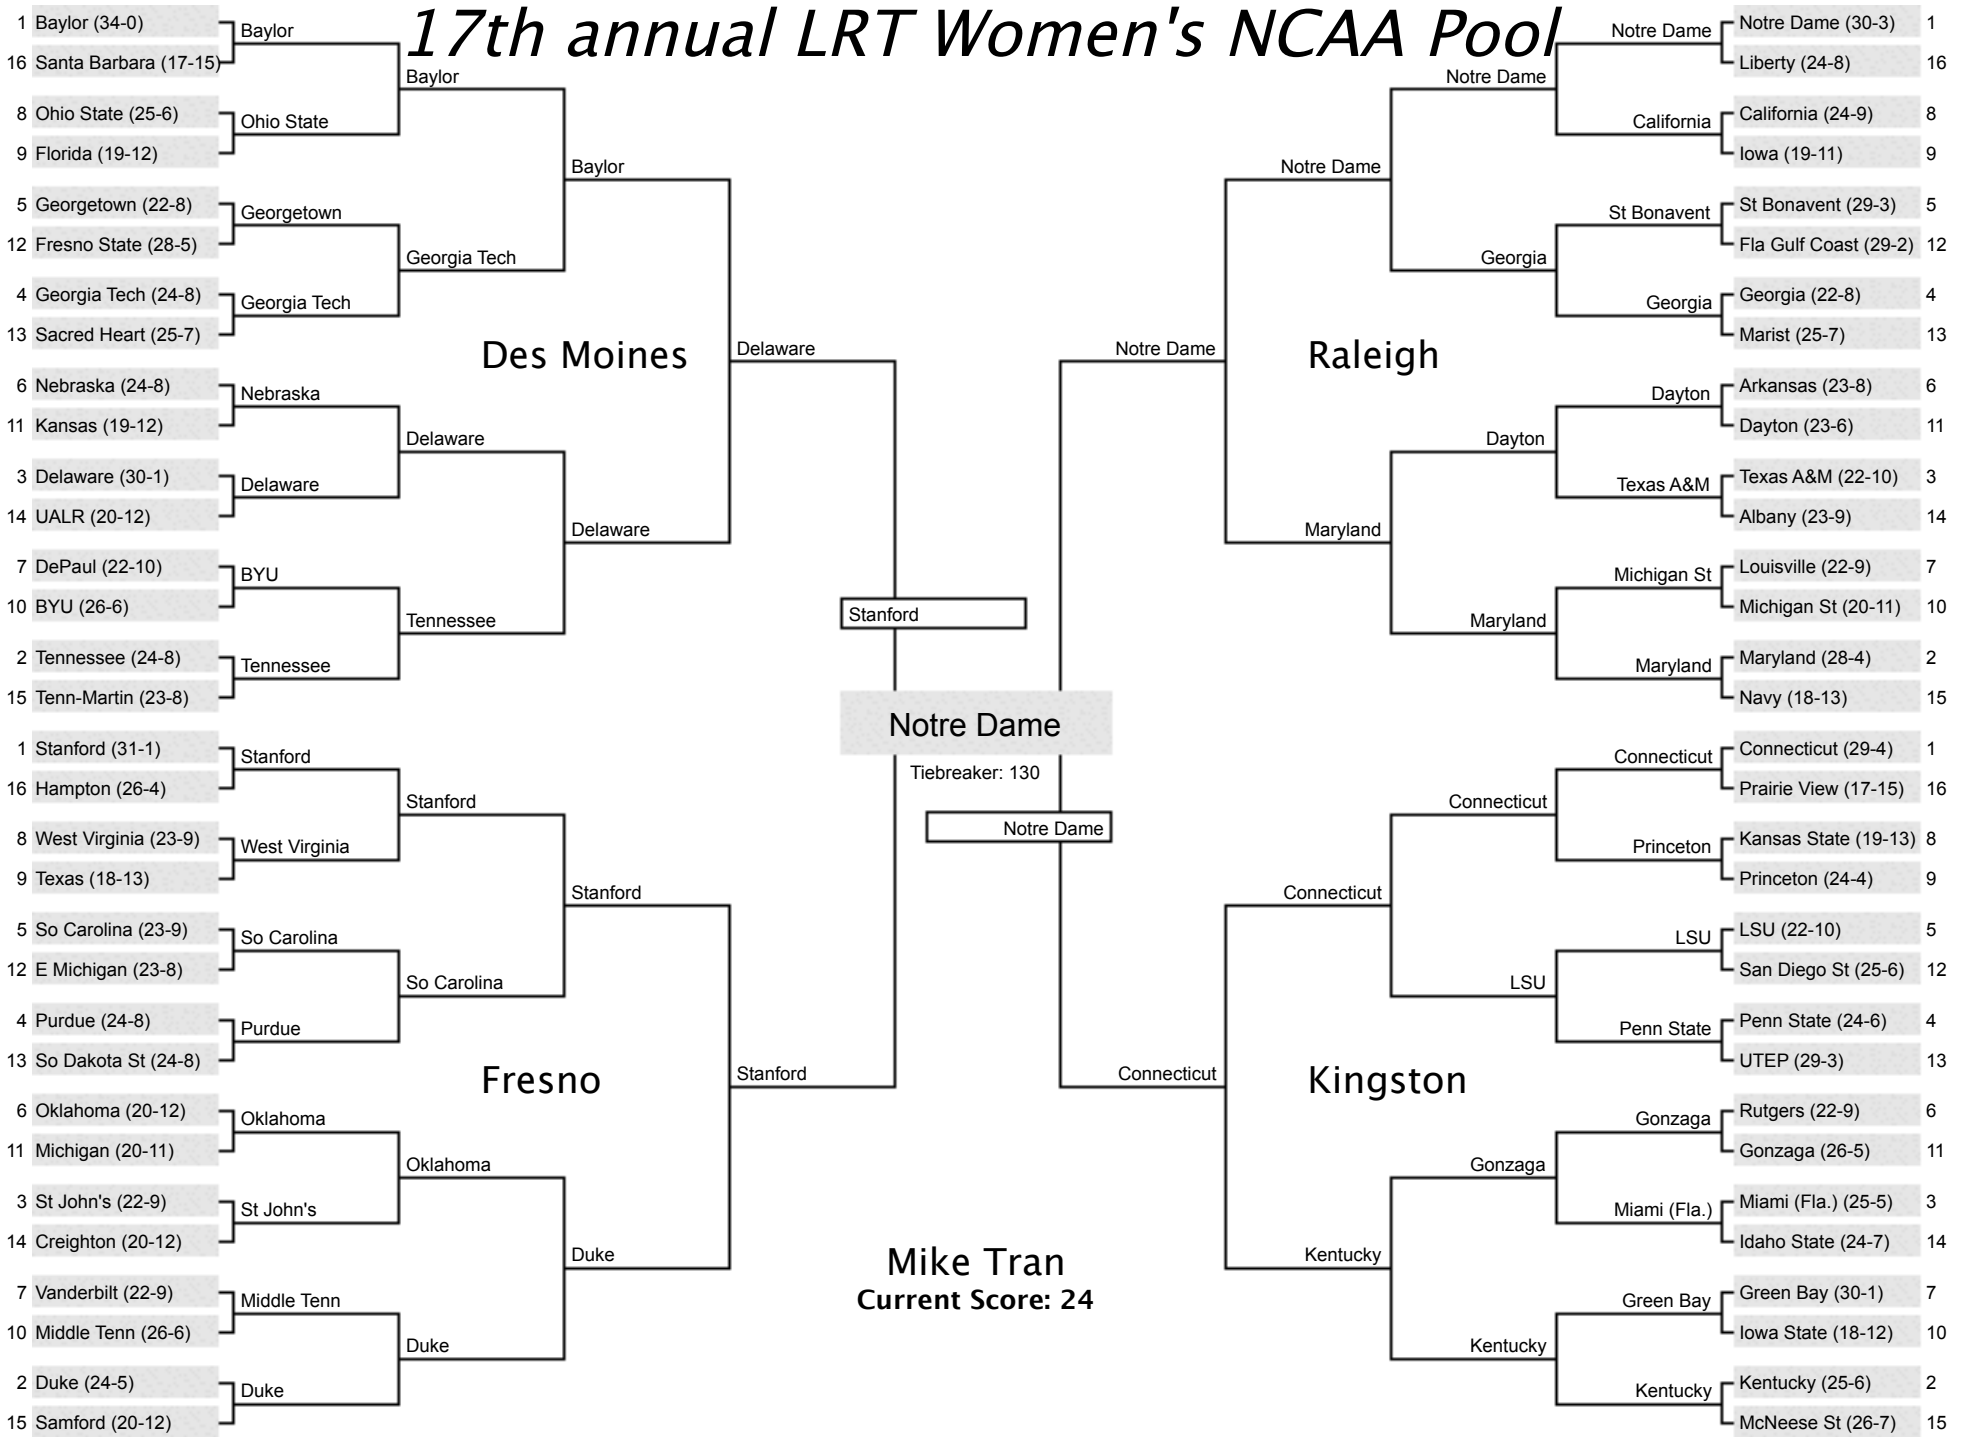 17th annual LRT Women's NCAA Pool
1 Baylor (34-0)
16 Santa Barbara (17-15)
8 Ohio State (25-6)
9 Florida (19-12)
5 Georgetown (22-8)
12 Fresno State (28-5)
4 Georgia Tech (24-8)
13 Sacred Heart (25-7)
6 Nebraska (24-8)
11 Kansas (19-12)
3 Delaware (30-1)
14 UALR (20-12)
7 DePaul (22-10)
10 BYU (26-6)
2 Tennessee (24-8)
15 Tenn-Martin (23-8)
Baylor
Ohio State
Georgetown
Georgia Tech
Nebraska
Delaware
BYU
Tennessee
Baylor
Georgia Tech
Delaware
Tennessee
Baylor
Delaware
Des Moines
Delaware
1 Stanford (31-1)
16 Hampton (26-4)
8 West Virginia (23-9)
9 Texas (18-13)
5 So Carolina (23-9)
12 E Michigan (23-8)
4 Purdue (24-8)
13 So Dakota St (24-8)
6 Oklahoma (20-12)
11 Michigan (20-11)
3 St John's (22-9)
14 Creighton (20-12)
7 Vanderbilt (22-9)
10 Middle Tenn (26-6)
2 Duke (24-5)
15 Samford (20-12)
Stanford
West Virginia
So Carolina
Purdue
Oklahoma
St John's
Middle Tenn
Duke
Stanford
So Carolina
Oklahoma
Duke
Stanford
Duke
Fresno
Stanford
Stanford
Notre Dame
Tiebreaker: 130
Notre Dame
Mike Tran
Current Score: 24
Notre Dame (30-3) 1
Liberty (24-8) 16
California (24-9) 8
Iowa (19-11) 9
St Bonavent (29-3) 5
Fla Gulf Coast (29-2) 12
Georgia (22-8) 4
Marist (25-7) 13
Arkansas (23-8) 6
Dayton (23-6) 11
Texas A&M (22-10) 3
Albany (23-9) 14
Louisville (22-9) 7
Michigan St (20-11) 10
Maryland (28-4) 2
Navy (18-13) 15
Notre Dame
California
St Bonavent
Georgia
Dayton
Texas A&M
Michigan St
Maryland
Notre Dame
Georgia
Dayton
Maryland
Notre Dame
Maryland
Raleigh
Notre Dame
Connecticut (29-4) 1
Prairie View (17-15) 16
Kansas State (19-13) 8
Princeton (24-4) 9
LSU (22-10) 5
San Diego St (25-6) 12
Penn State (24-6) 4
UTEP (29-3) 13
Rutgers (22-9) 6
Gonzaga (26-5) 11
Miami (Fla.) (25-5) 3
Idaho State (24-7) 14
Green Bay (30-1) 7
Iowa State (18-12) 10
Kentucky (25-6) 2
McNeese St (26-7) 15
Connecticut
Princeton
LSU
Penn State
Gonzaga
Miami (Fla.)
Green Bay
Kentucky
Connecticut
LSU
Gonzaga
Kentucky
Connecticut
Kentucky
Kingston
Connecticut